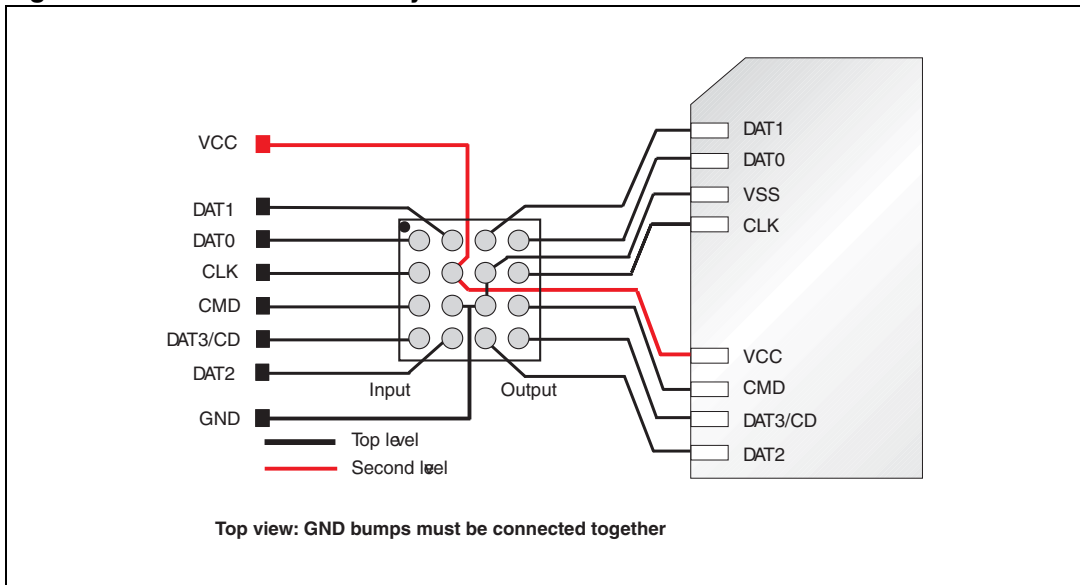 VCC
DAT1
DAT0
CLK
CMD
DAT3/CD
DAT2
GND
Input
Output
Top level
Second level
DAT1
DAT0
VSS
CLK
VCC
CMD
DAT3/CD
DAT2
Top view: GND bumps must be connected together